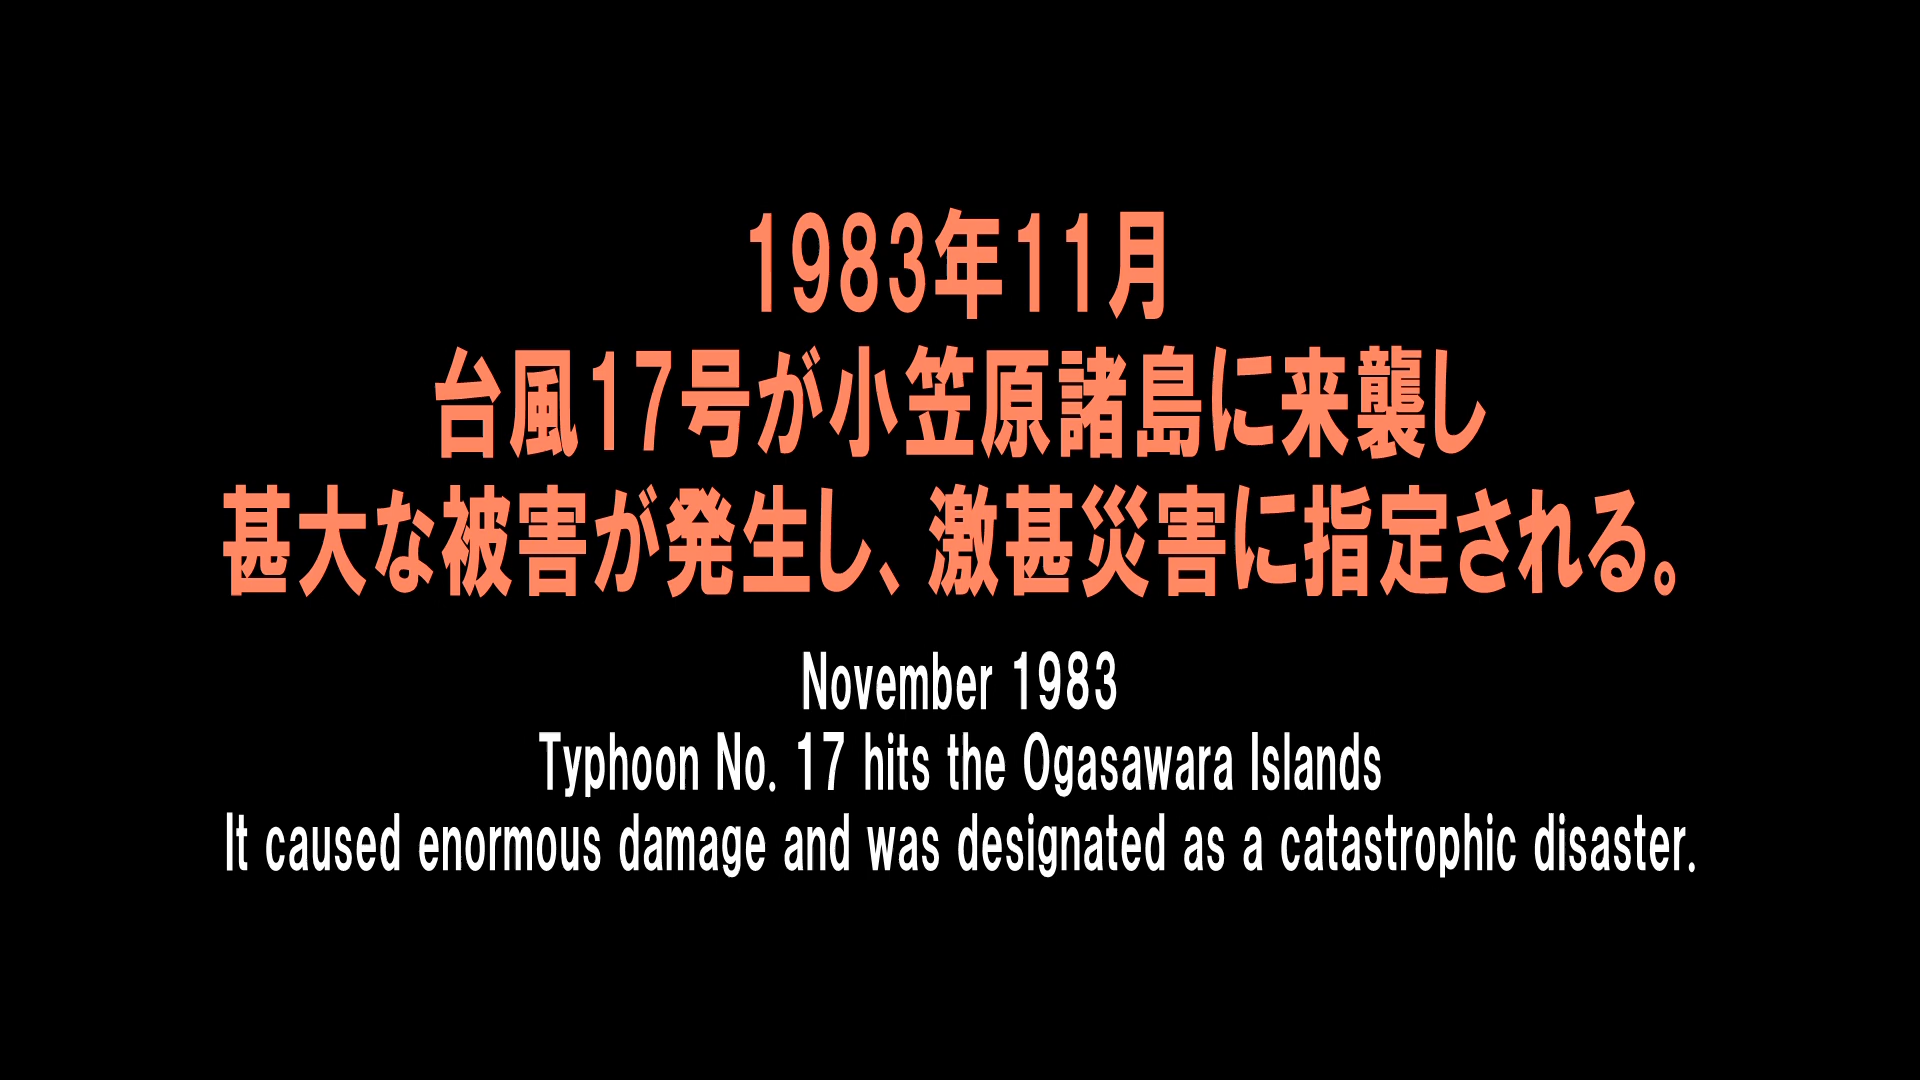 1983年11月
台風17号が小笠原諸島に来襲し
甚大な被害が発生し、激甚災害に指定される。
November 1983
Typhoon No. 17 hits the Ogasawara Islands
It caused enormous damage and was designated as a catastrophic disaster.